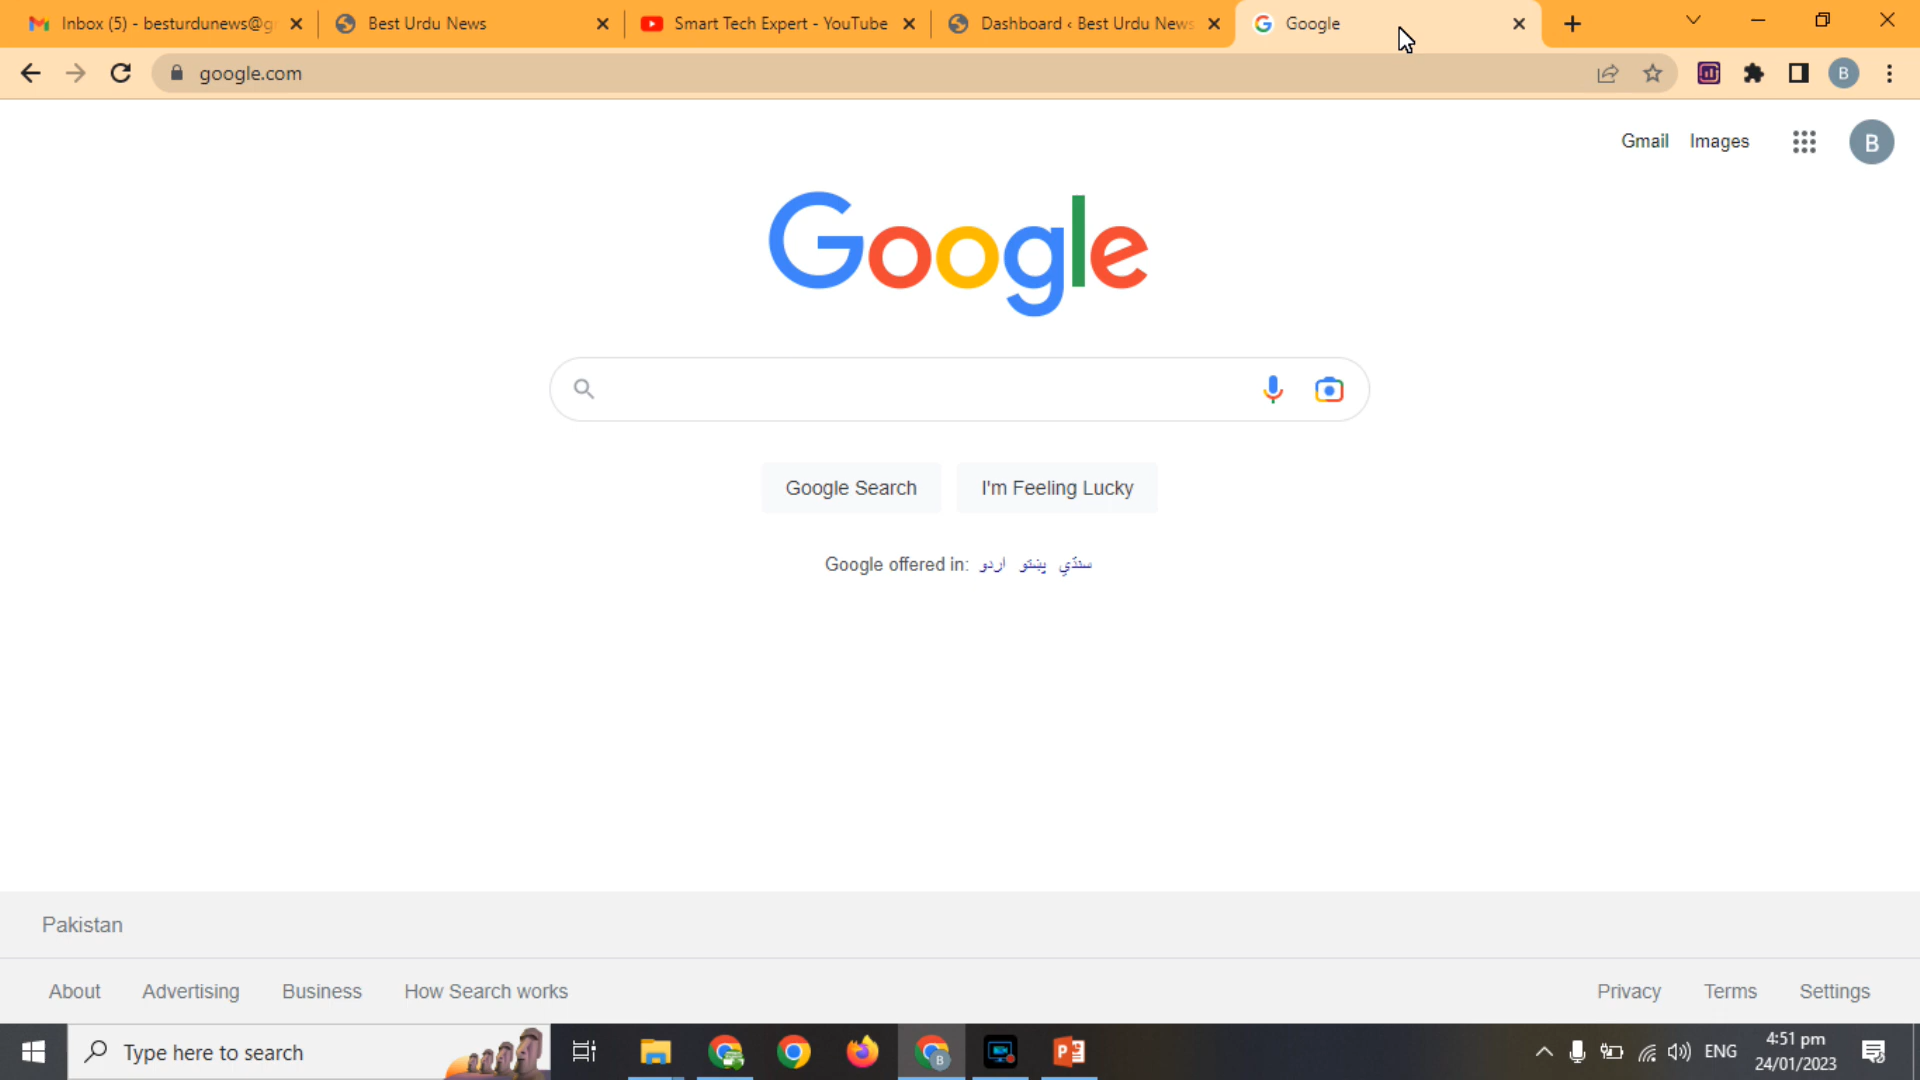 Inbox (5) - besturdunews@g
Best Urdu News
Smart Tech Expert - YouTube
Dashboard ‹ Best Urdu News
Google
google.com
B
Gmail
Images
B
Google
Google Search
I'm Feeling Lucky
Google offered in: اردو پښتو سنڌي
Pakistan
About
Advertising
Business
How Search works
Privacy
Terms
Settings
Type here to search
B
ENG
4:51 pm
24/01/2023